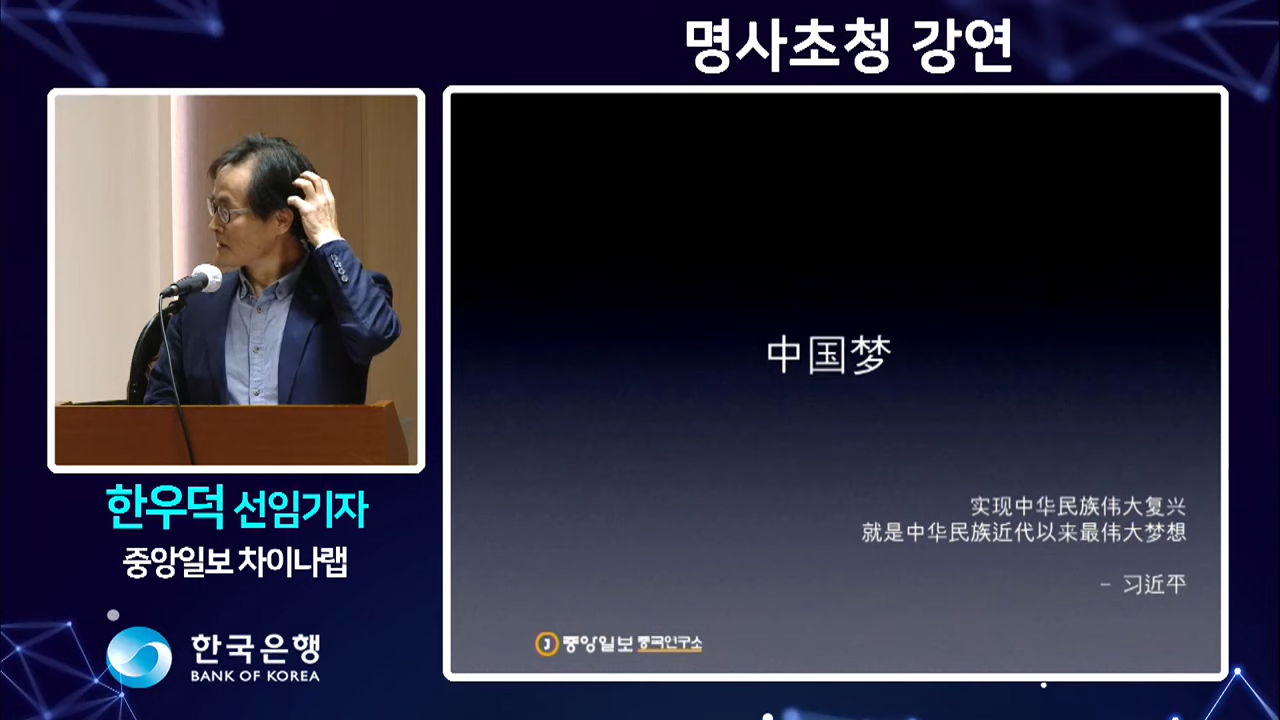 명사초청 강연
中国梦
实现中华民族伟大复兴
就是中华民族近代以来最伟大梦想
- 习近平
J 중앙일보 중국연구소
한우덕 선임기자
중앙일보 차이나랩
한국은행
BANK OF KOREA